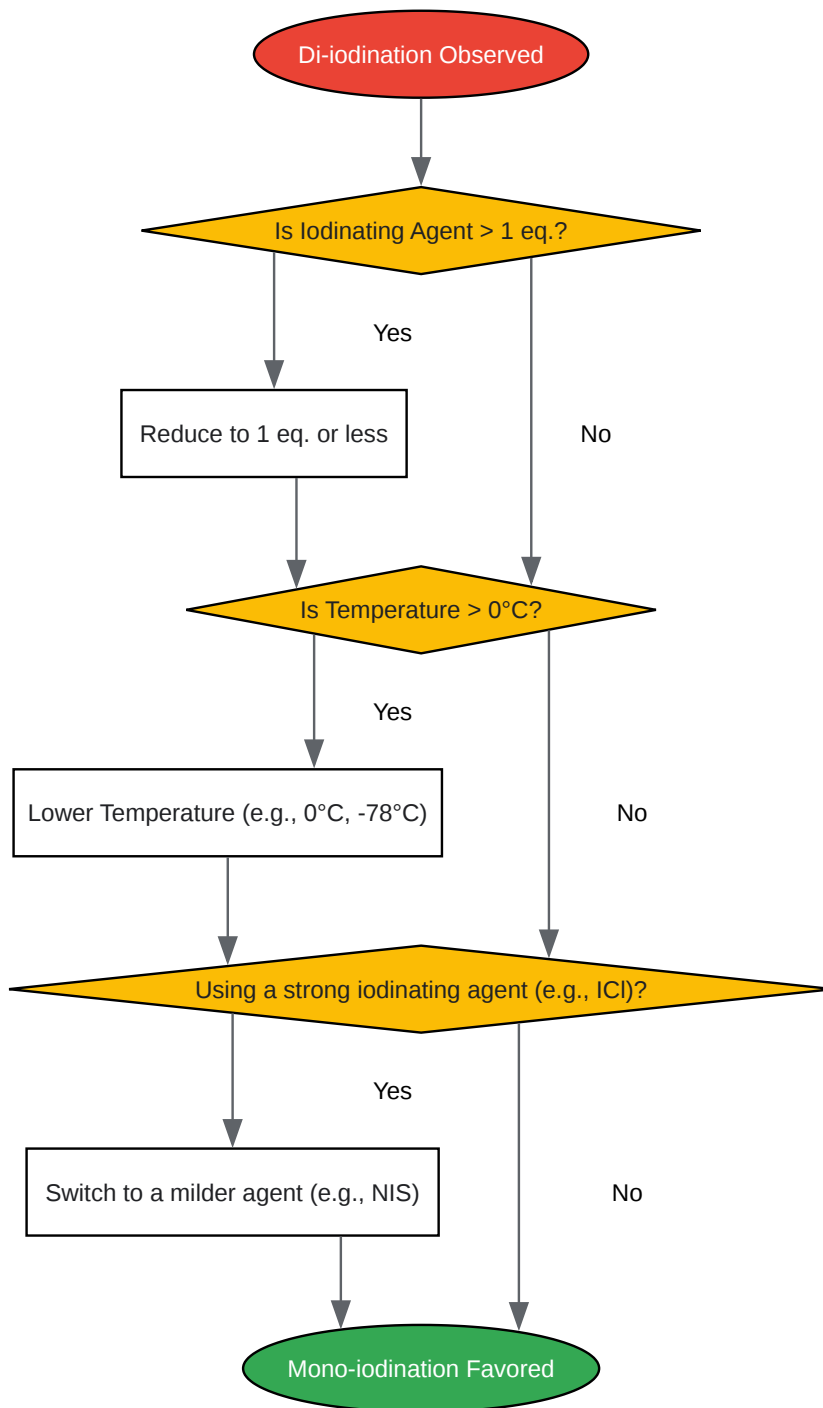 Di-iodination Observed
Is Iodinating Agent > 1 eq.?
Yes
Reduce to 1 eq. or less
No
Is Temperature > 0°C?
Yes
Lower Temperature (e.g., 0°C, -78°C)
No
Using a strong iodinating agent (e.g., ICl)?
Yes
Switch to a milder agent (e.g., NIS)
No
Mono-iodination Favored